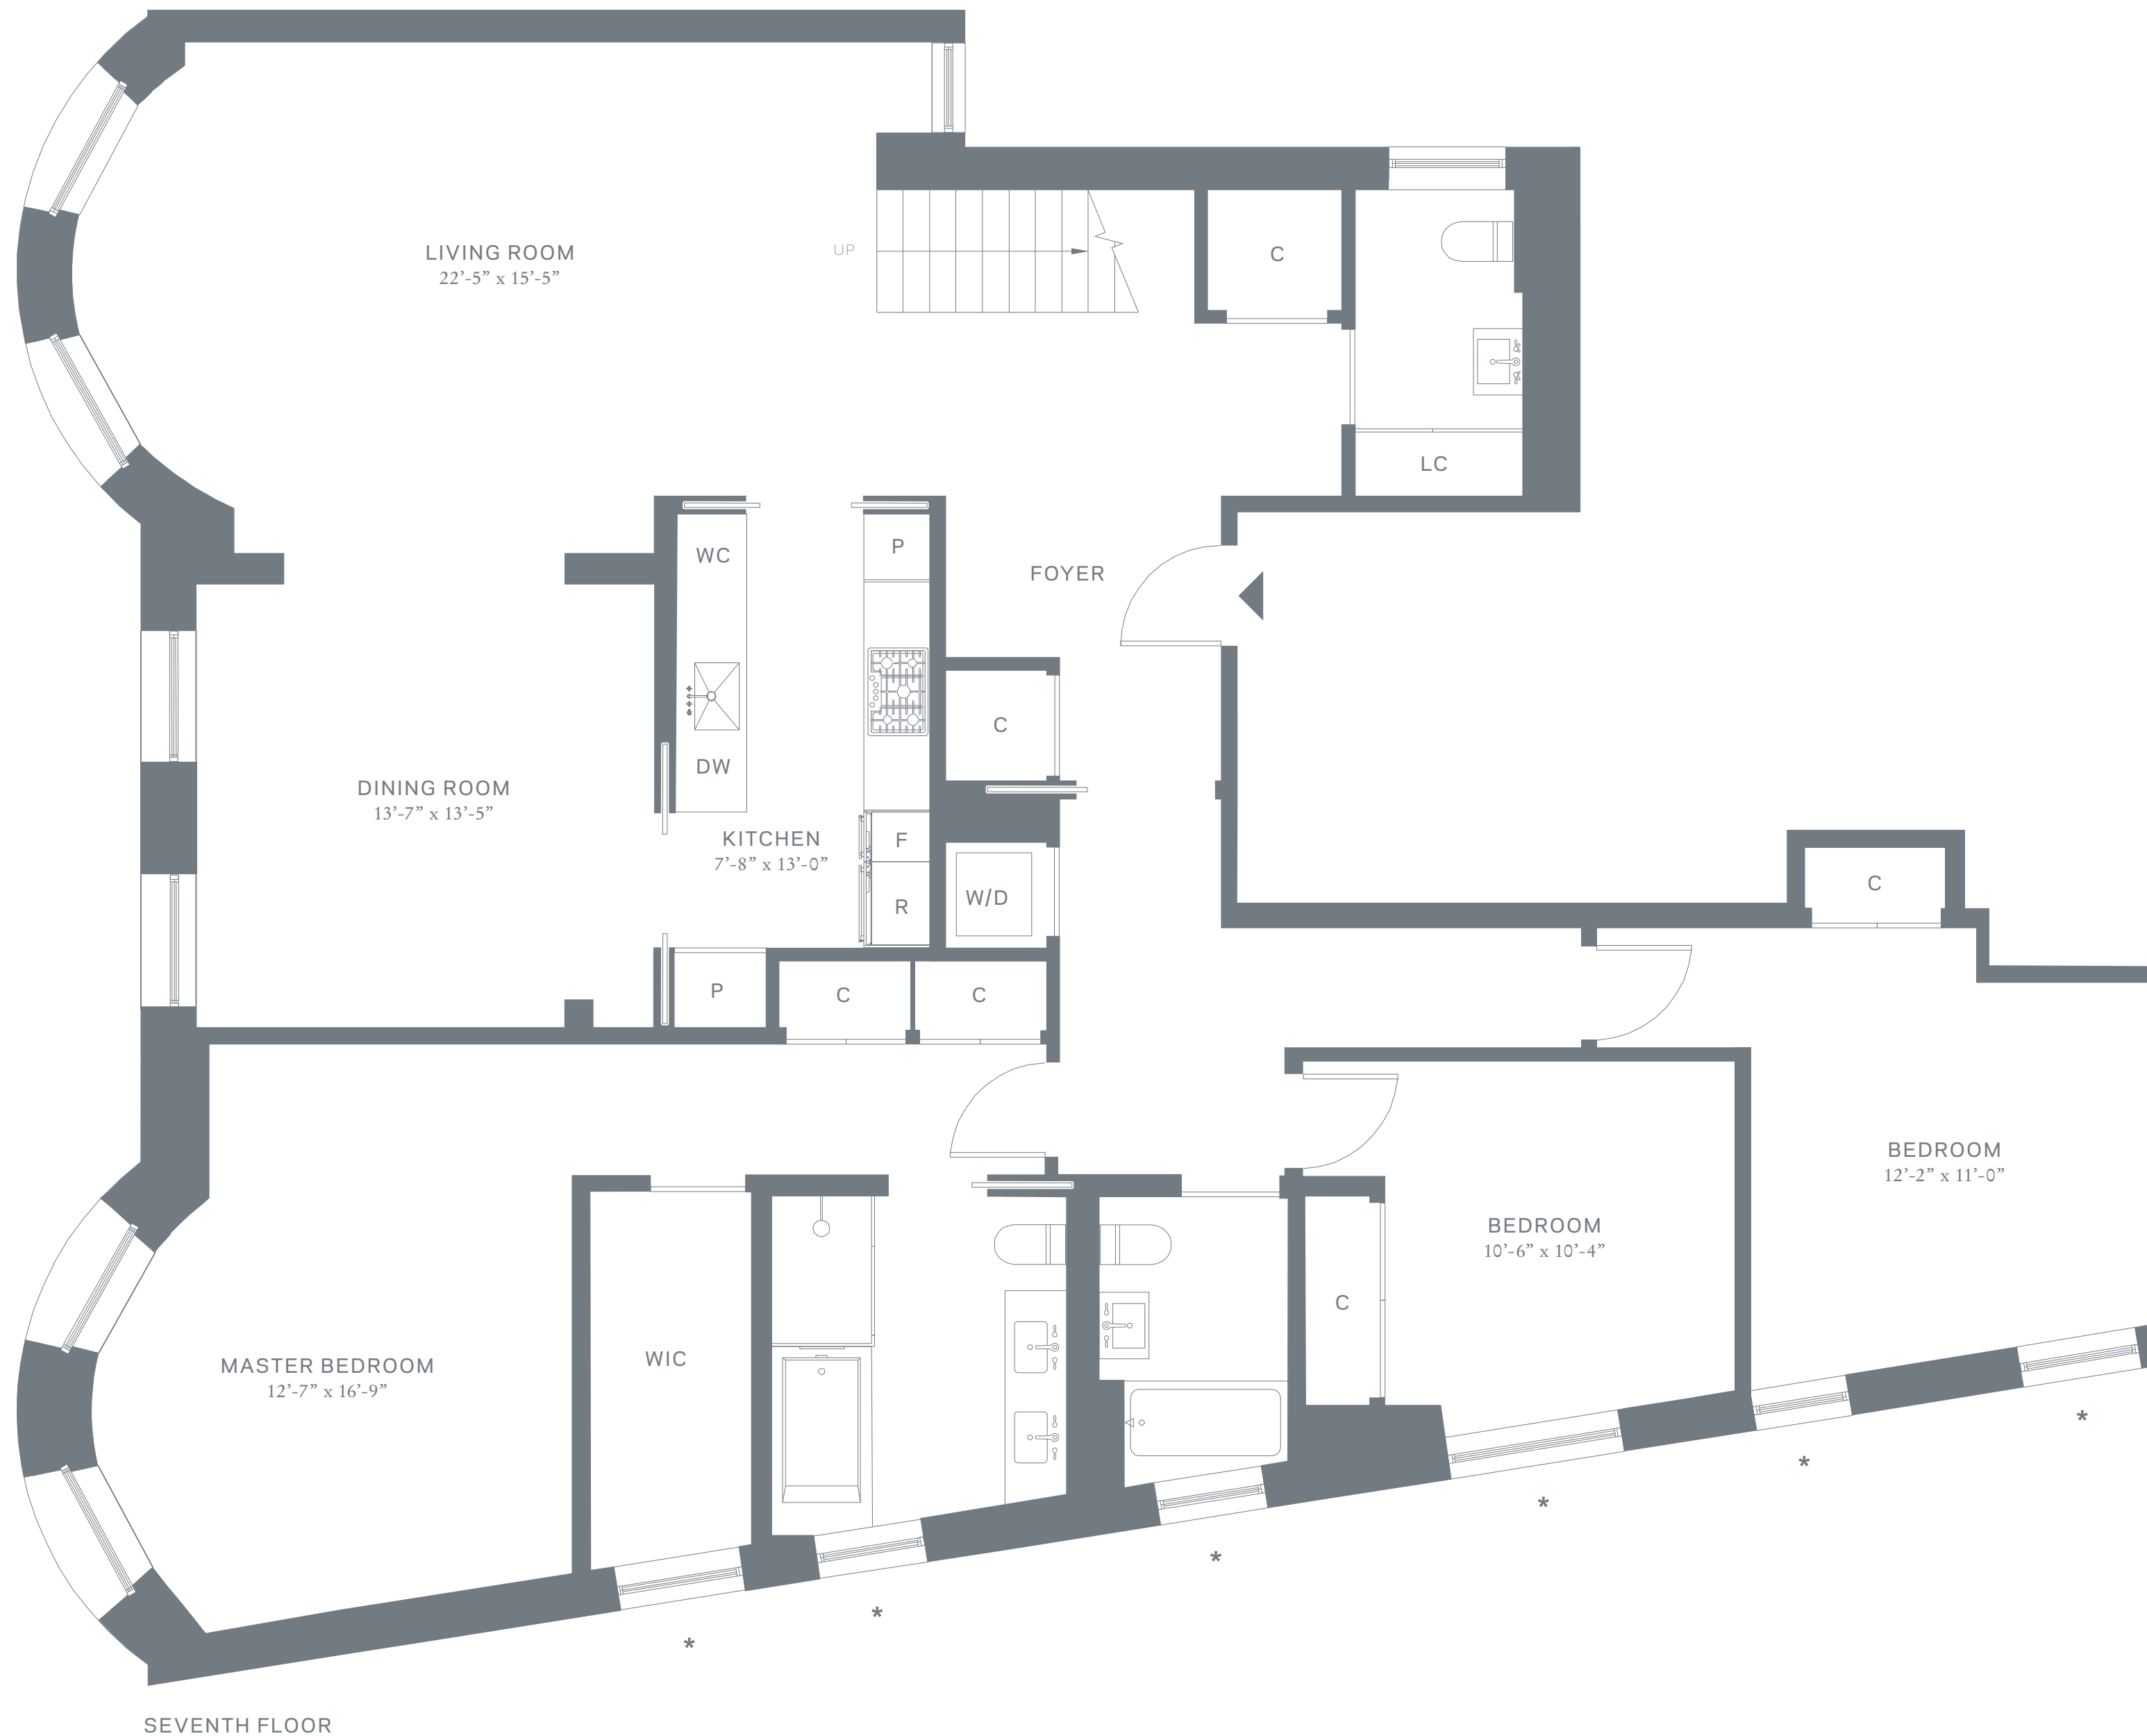 LIVING ROOM
22’-5” x 15’-5”
UP
C
LC
WC
P
FOYER
C
DW
DINING ROOM
13’-7” x 13’-5”
KITCHEN
7’-8” x 13’-0”
F
R
W/D
C
P
C
C
BEDROOM
12’-2” x 11’-0”
BEDROOM
10’-6” x 10’-4”
C
WIC
MASTER BEDROOM
12’-7” x 16’-9”
*
*
*
*
*
*
SEVENTH FLOOR